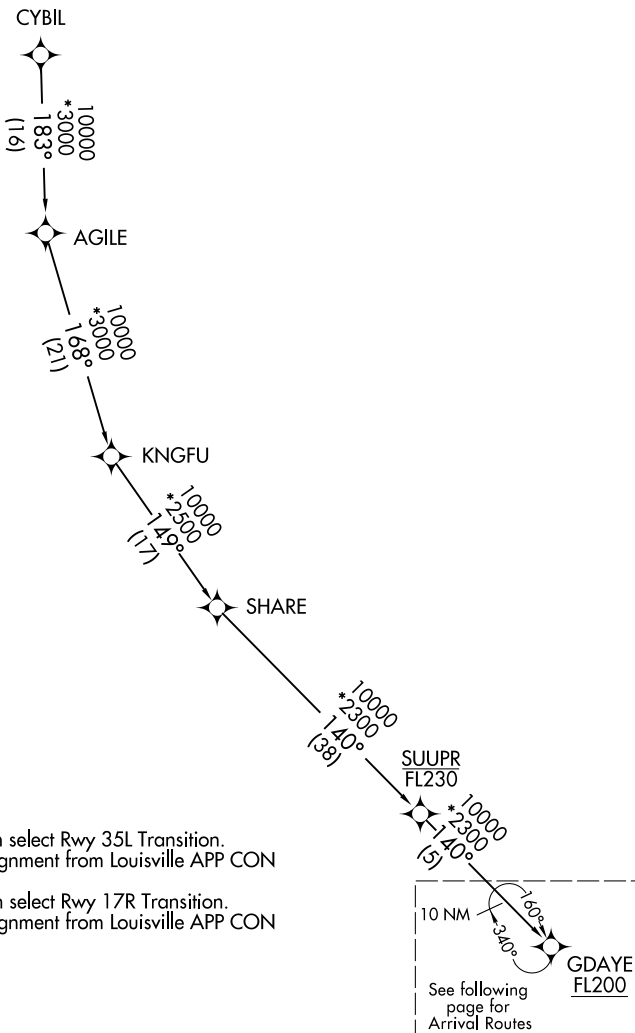 CYBIL
10000
*3000
183°
(16)
AGILE
10000
*3000
168°
(21)
KNGFU
10000
*2500
149°
(17)
SHARE
10000
*2300
140°
(38)
SUUPR
FL230
10000
*2300
140°
(5)
select Rwy 35L Transition.
gnment from Louisville APP CON
select Rwy 17R Transition.
gnment from Louisville APP CON
10 NM
160°
340°
GDAYE
FL200
See following
page for
Arrival Routes